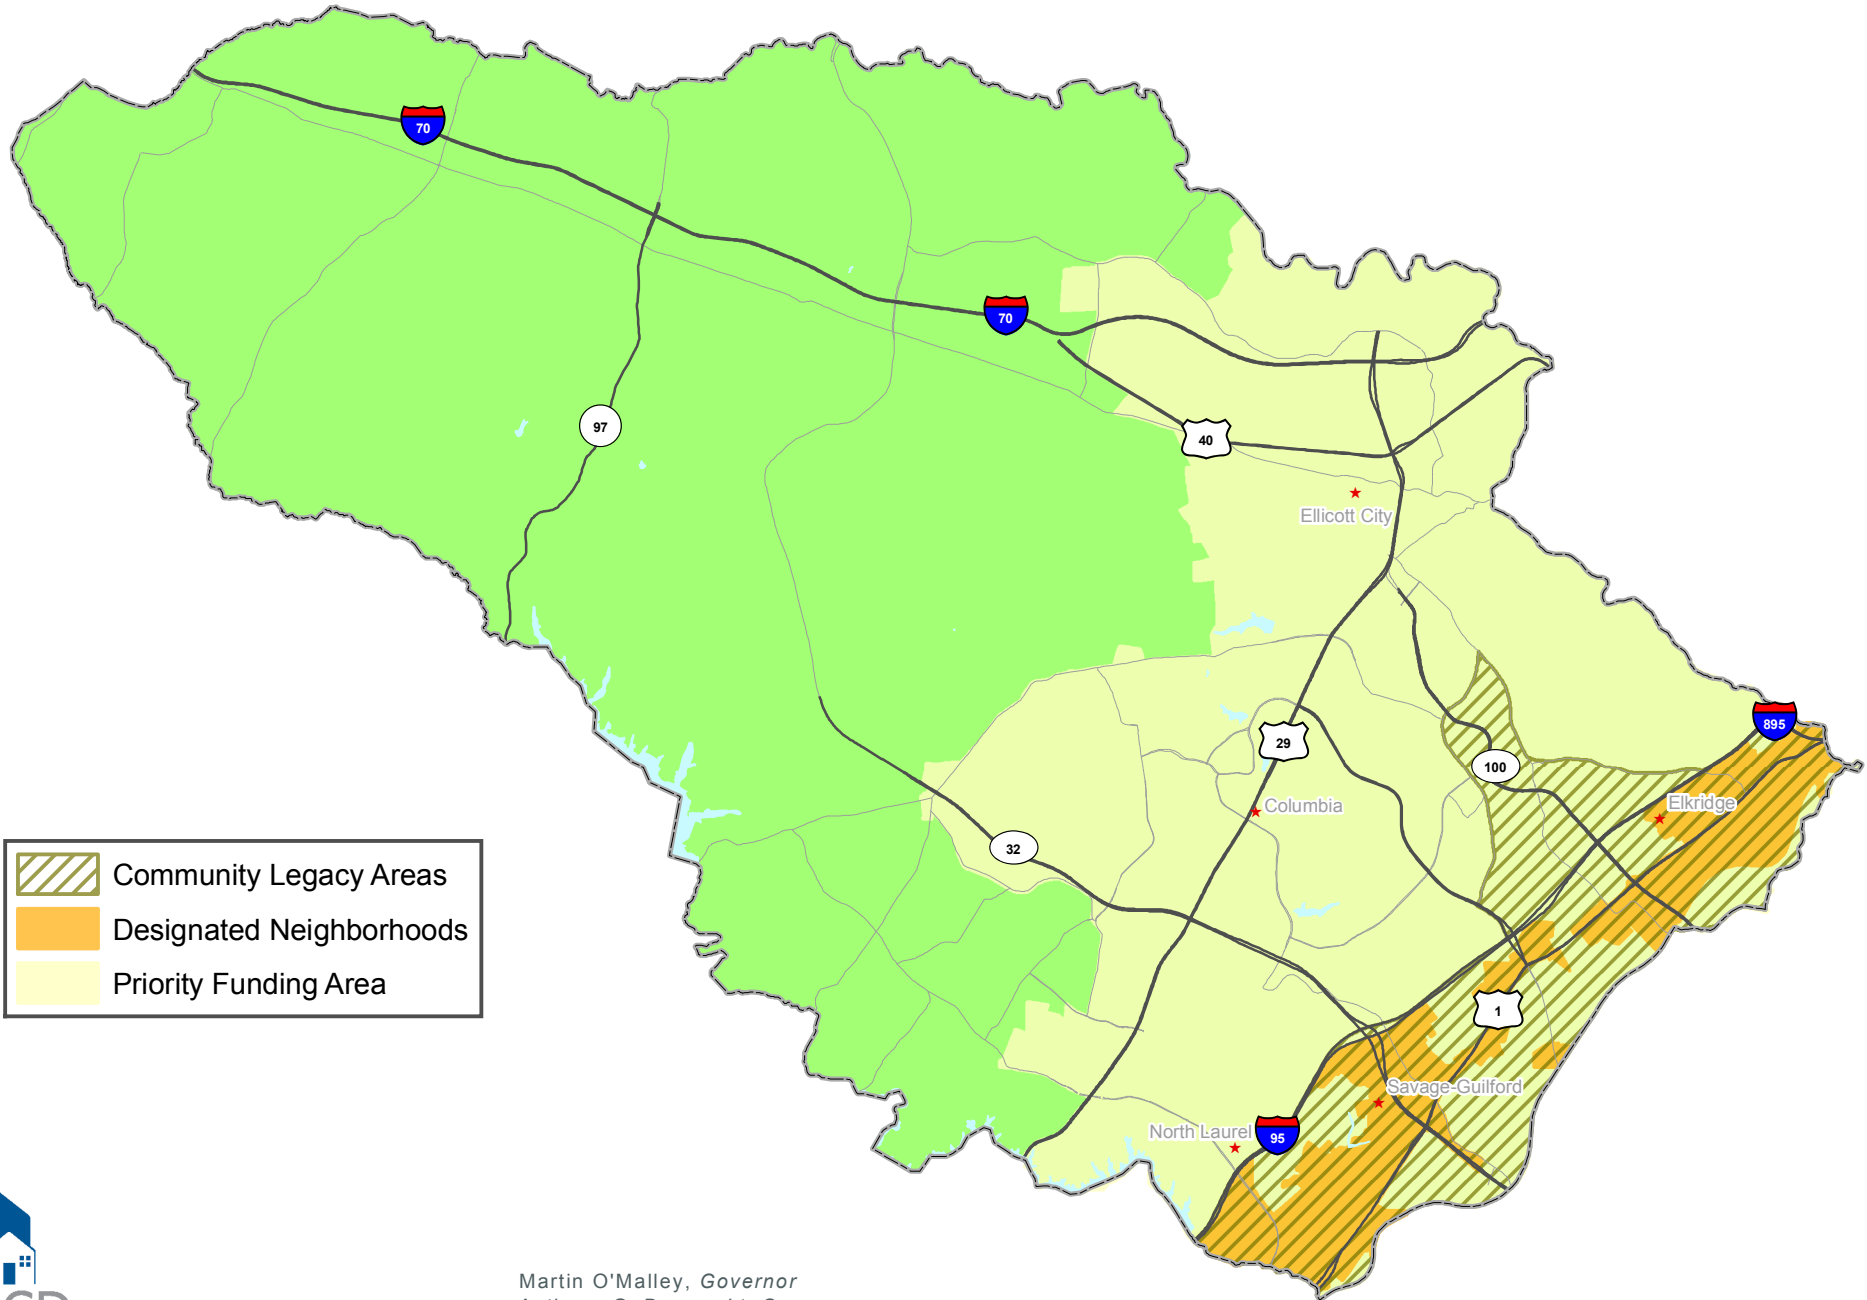 70
70
97
40
Ellicott City
895
29
100
Elkridge
Columbia
32
Community Legacy Areas
Designated Neighborhoods
Priority Funding Area
1
Savage-Guilford
North Laurel
95
Martin O'Malley, Governor